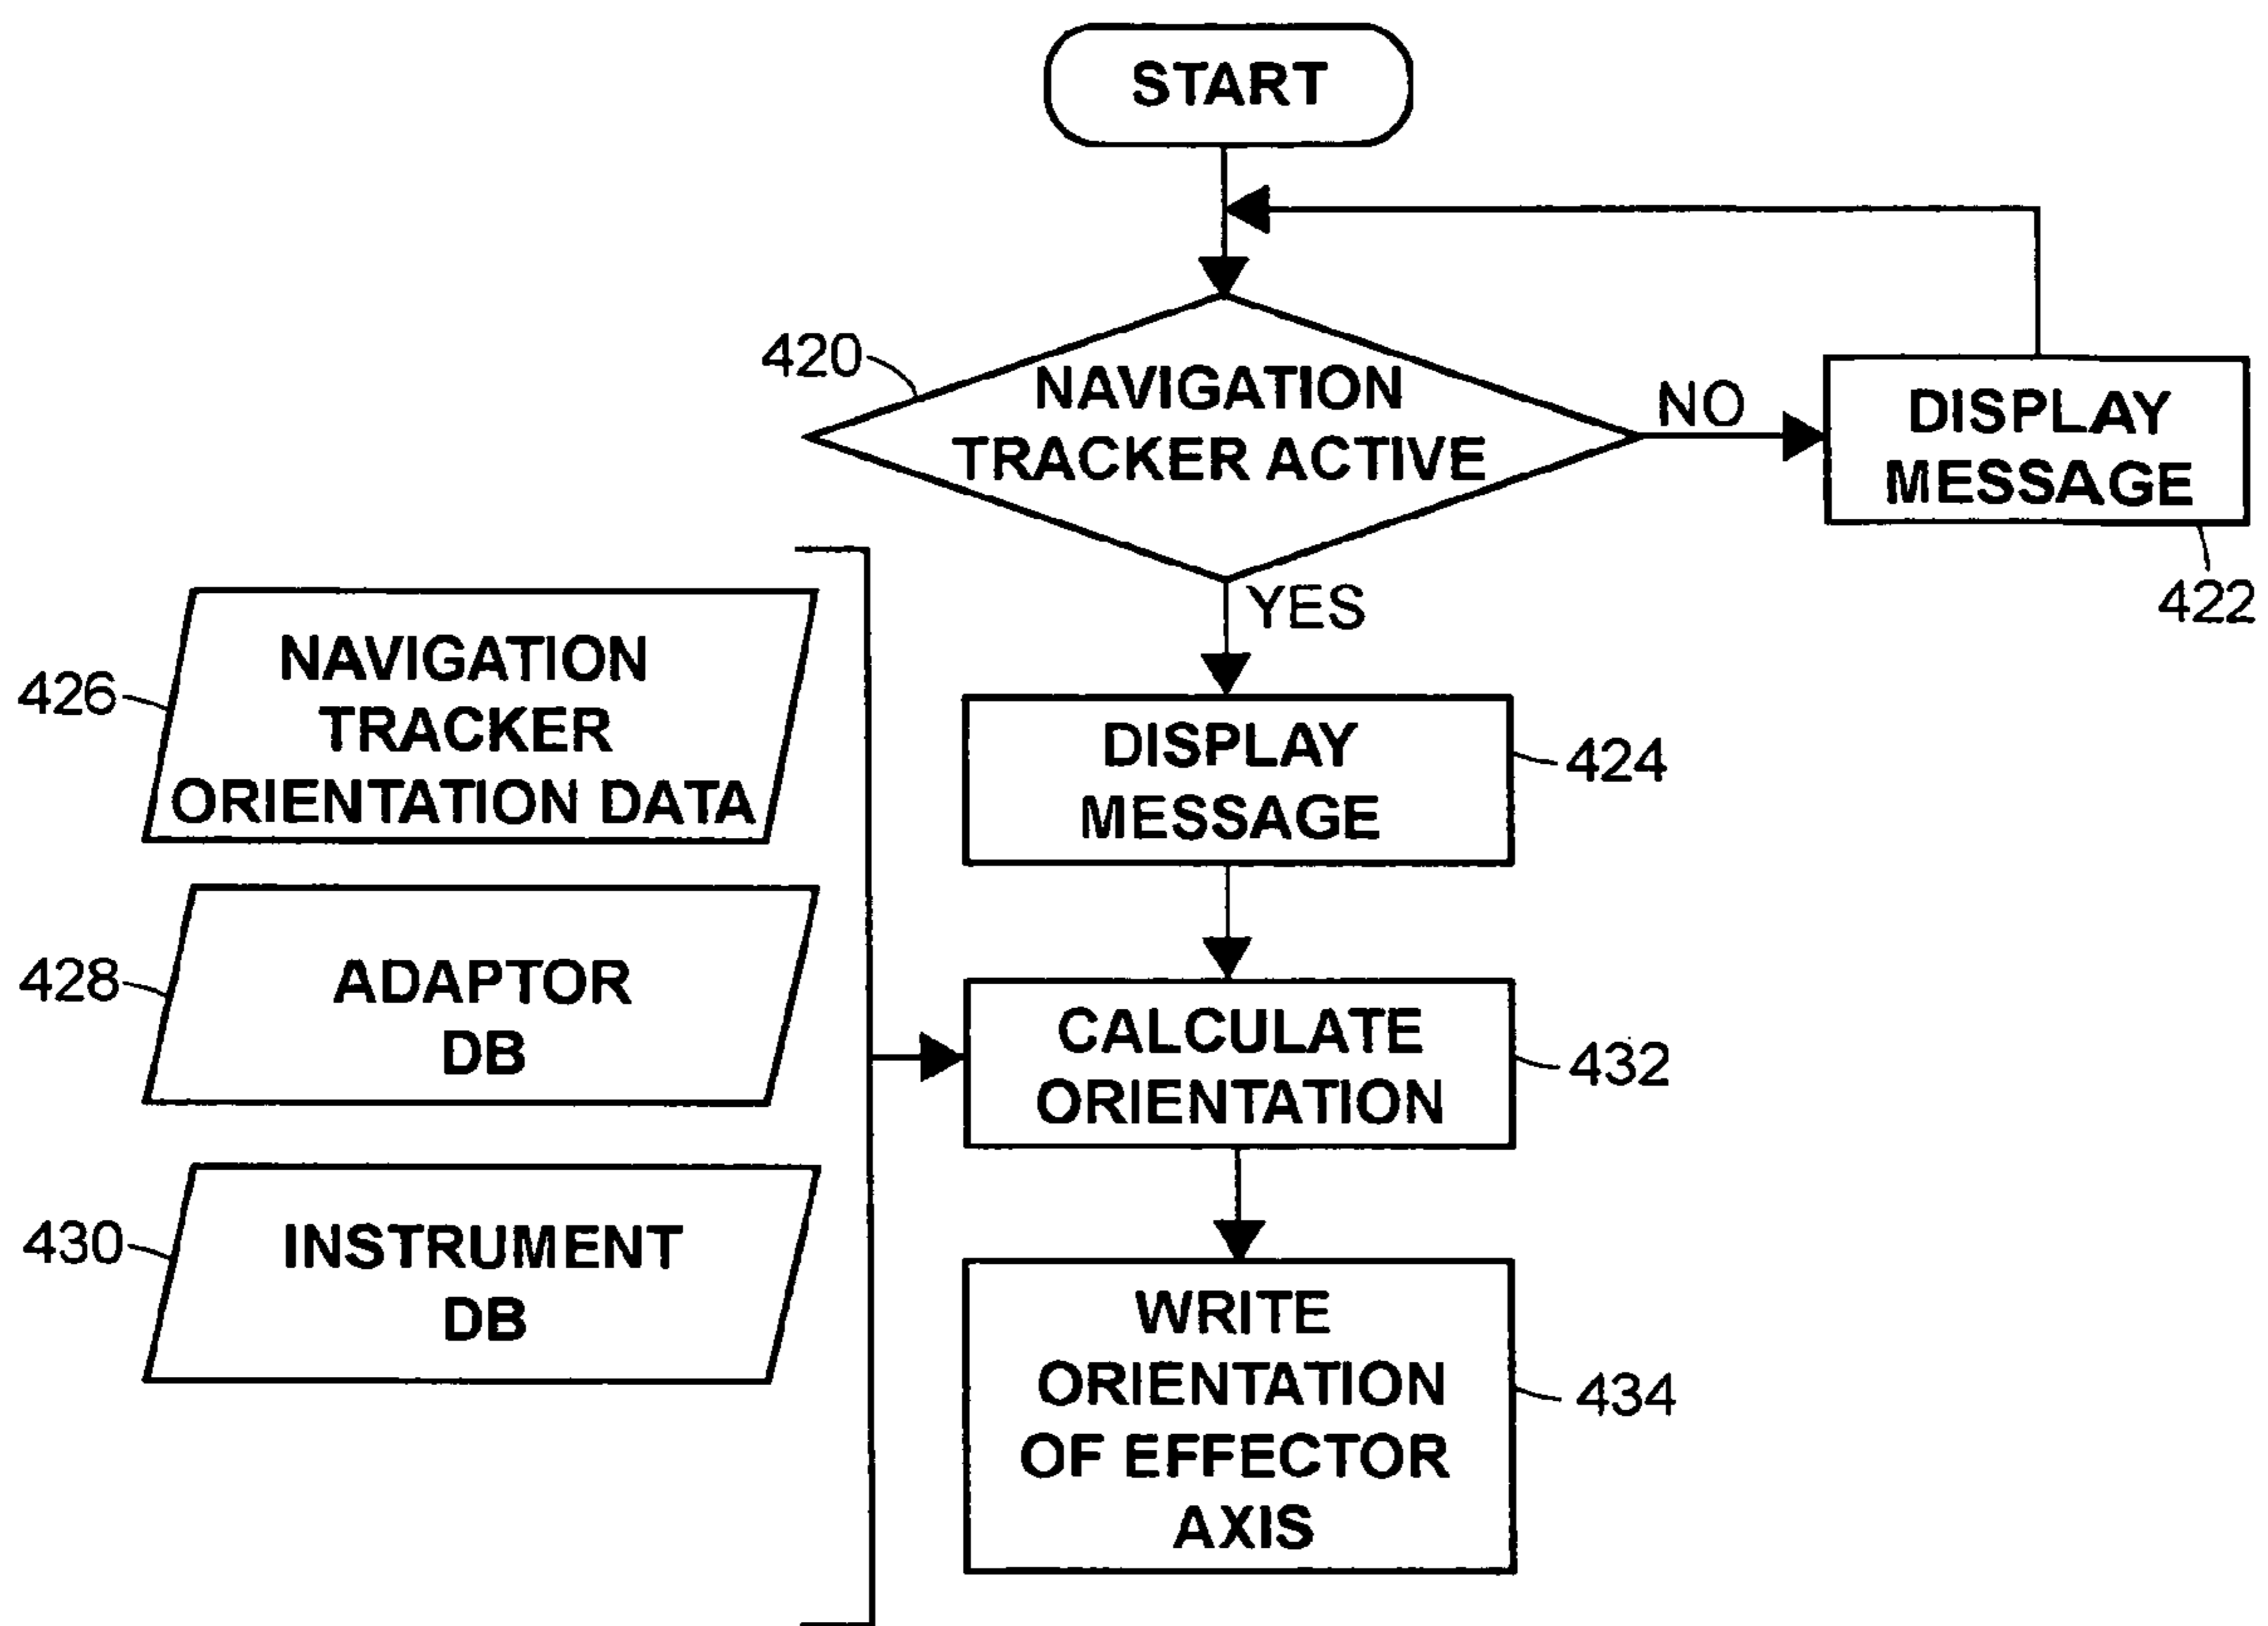 START
420
NAVIGATION
TRACKER ACTIVE
NO
DISPLAY
MESSAGE
422
YES
426
NAVIGATION
TRACKER
ORIENTATION DATA
DISPLAY
MESSAGE
424
428
ADAPTOR
DB
CALCULATE
ORIENTATION
432
430
INSTRUMENT
DB
WRITE
ORIENTATION
OF EFFECTOR
AXIS
434